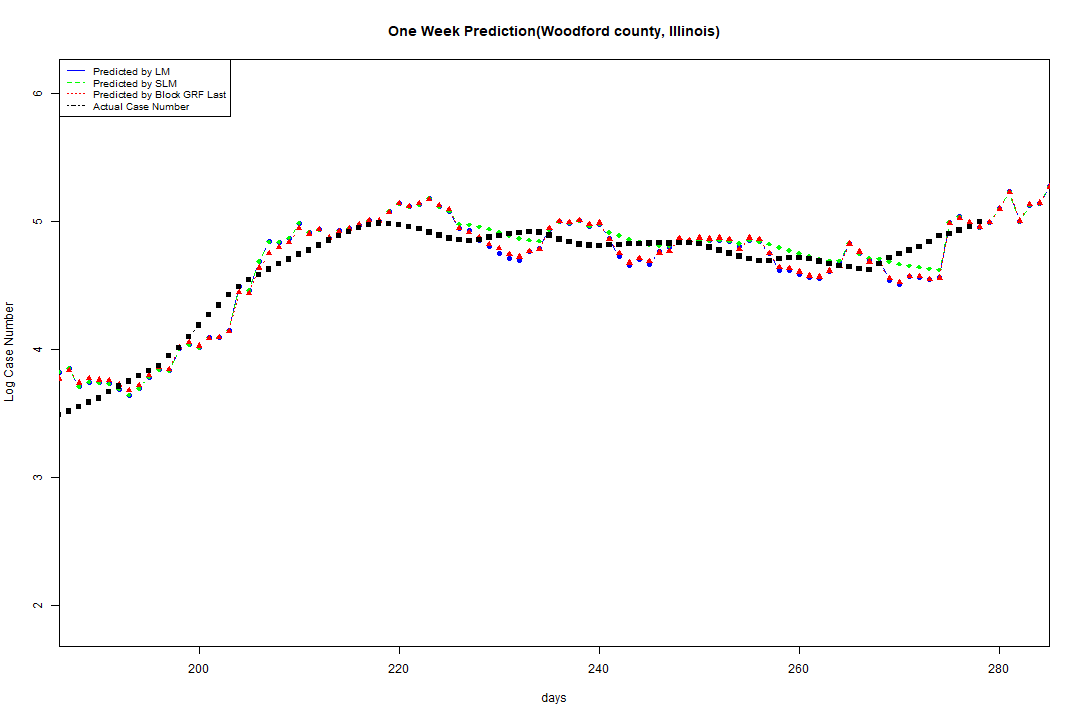 One Week Prediction(Woodford county, Illinois)
Predicted by LM
Predicted by SLM
Predicted by Block GRF Last
Actual Case Number
6
5
4
3
2
Log Case Number
200 220 240 260 280
days